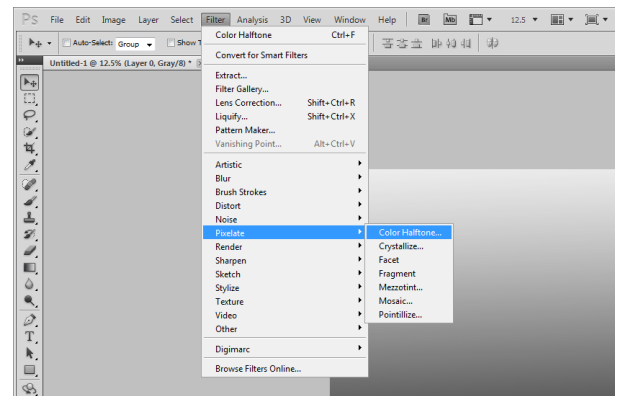 PS File Edit Image Layer Select Filter Analysis 3D View Window Help Br Mb 12.5
Auto-Select: Group Show T
Untitled-1 @ 12.5% (Layer 0, Gray/8) *
Color Halftone Ctrl+F
Convert for Smart Filters
Extract...
Filter Gallery...
Lens Correction... Shift+Ctrl+R
Liquify... Shift+Ctrl+X
Pattern Maker...
Vanishing Point... Alt+Ctrl+V
Artistic
Blur
Brush Strokes
Distort
Noise
Pixelate
Render
Sharpen
Sketch
Stylize
Texture
Video
Other
Digimarc
Browse Filters Online...
Color Halftone...
Crystallize...
Facet
Fragment
Mezzotint...
Mosaic...
Pointillize...
T